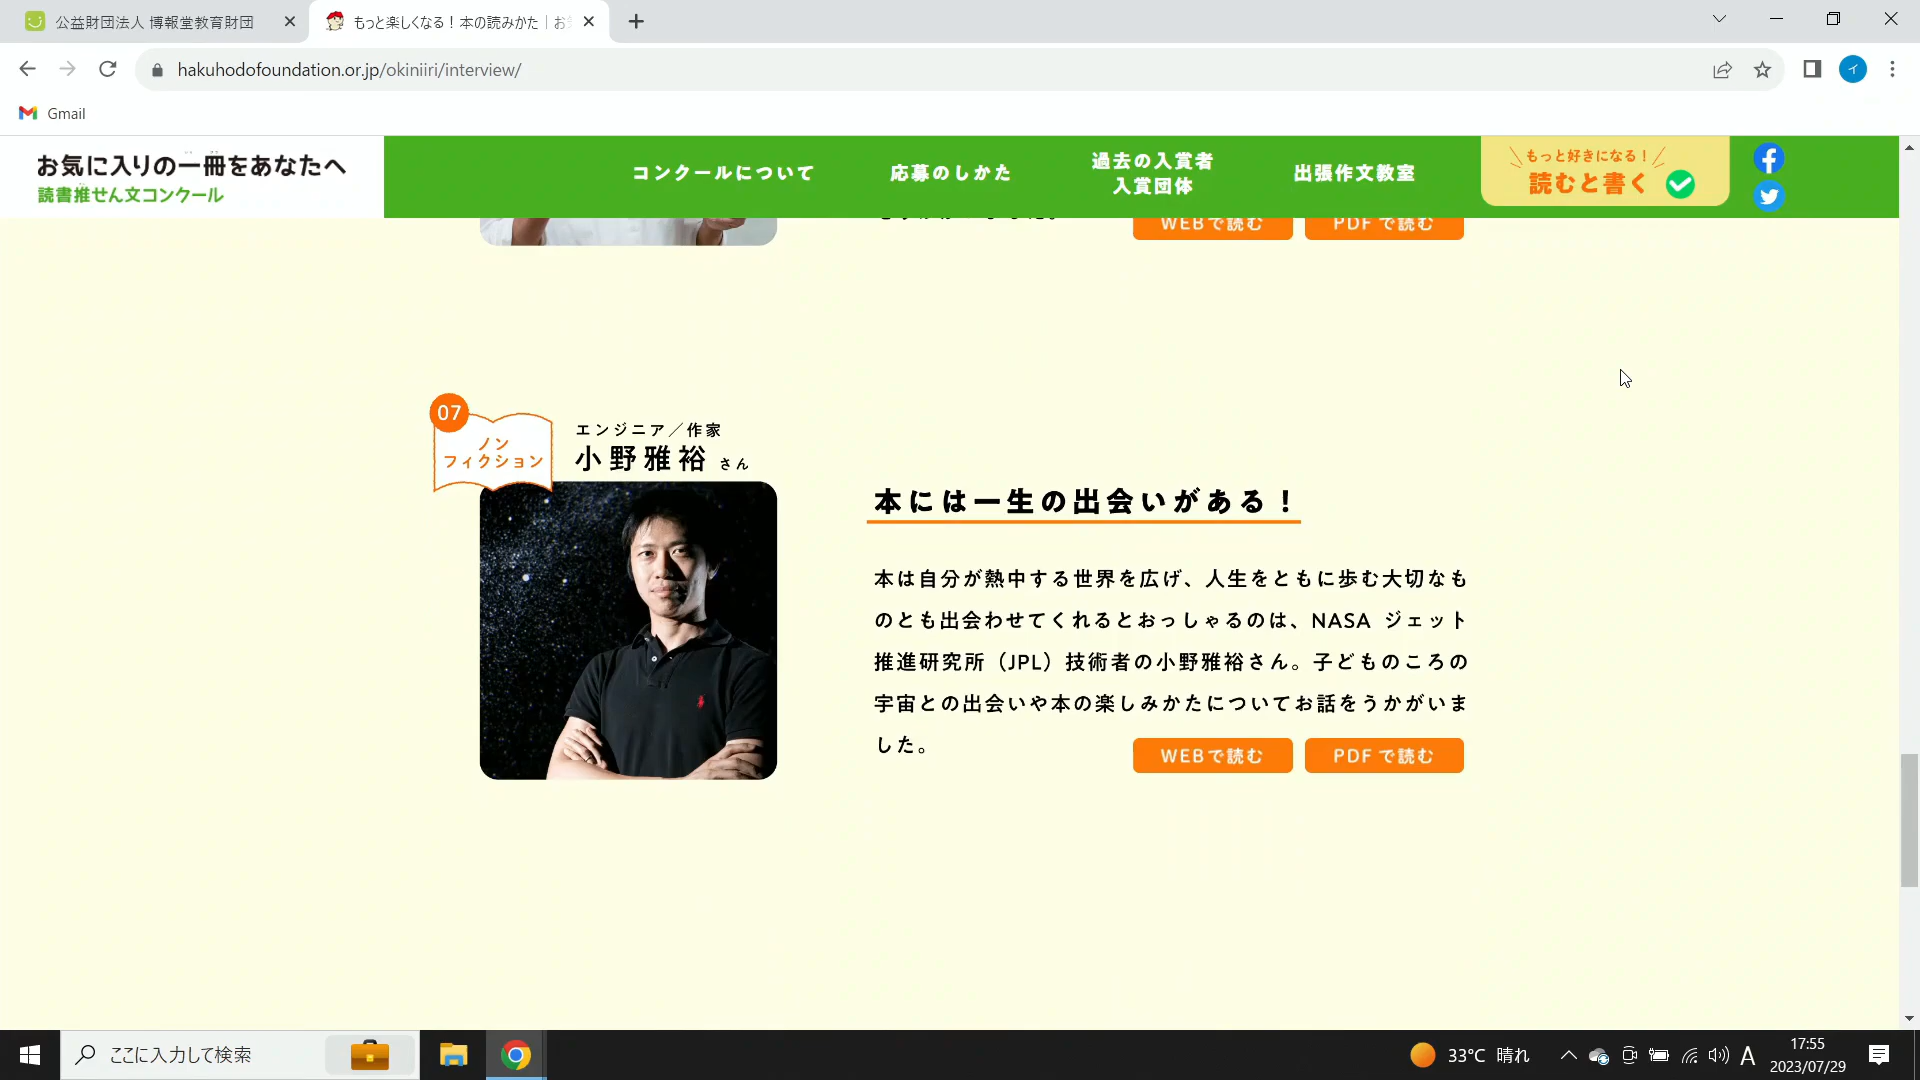 公益財団法人 博報堂教育財団
もっと楽しくなる！本の読みかた｜お
hakuhodofoundation.or.jp/okiniiri/interview/
イ
Gmail
お気に入りの一冊をあなたへ
読書推せん文コンクール
コンクールについて
応募のしかた
過去の入賞者
入賞団体
出張作文教室
もっと好きになる！
読むと書く
WEBで読む
PDFで読む
07
ノン
フィクション
エンジニア／作家
小野雅裕 さん
本には一生の出会いがある！
本は自分が熱中する世界を広げ、人生をともに歩む大切なも
のとも出会わせてくれるとおっしゃるのは、NASA ジェット
推進研究所（JPL）技術者の小野雅裕さん。子どものころの
宇宙との出会いや本の楽しみかたについてお話をうかがいま
した。
WEBで読む
PDFで読む
ここに入力して検索
33℃ 晴れ
A
17:55
2023/07/29